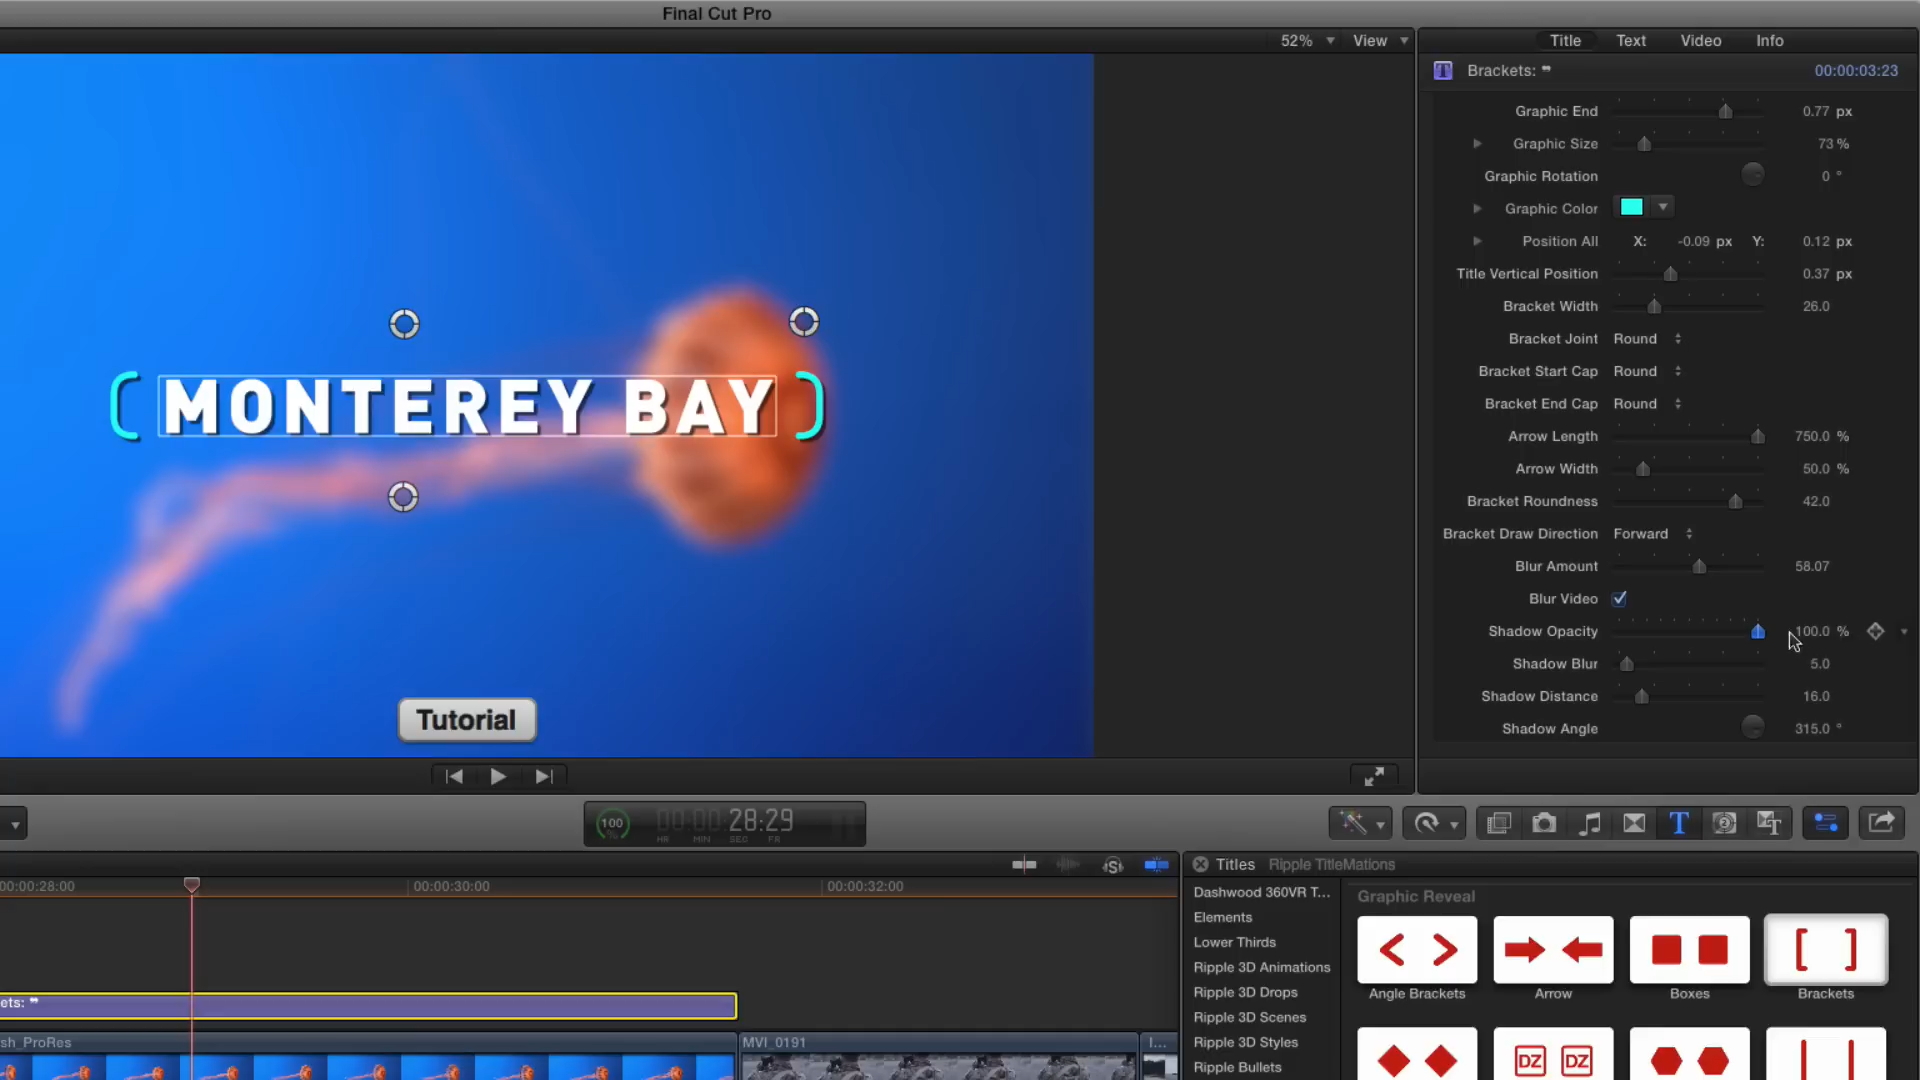 Final Cut Pro
52% View
Title Text Video Info
Brackets: 00:00:03:23
Graphic End 0.77 px
Graphic Size 73 %
Graphic Rotation 0 °
Graphic Color
Position All X: -0.09 px Y: 0.12 px
Title Vertical Position 0.37 px
Bracket Width 26.0
Bracket Joint Round
Bracket Start Cap Round
Bracket End Cap Round
Arrow Length 750.0 %
Arrow Width 50.0 %
Bracket Roundness 42.0
Bracket Draw Direction Forward
Blur Amount 58.07
Blur Video
Shadow Opacity 100.0 %
Shadow Blur 5.0
Shadow Distance 16.0
Shadow Angle 315.0 °
MONTEREY BAY
Tutorial
100 % 00:00:28:29
HR MIN SEC FR
00:00:28:00 00:00:30:00 00:00:32:00
ets:
sh_ProRes MVI_0191 I...
Titles Ripple TitleMations
Dashwood 360VR T...
Elements
Lower Thirds
Ripple 3D Animations
Ripple 3D Drops
Ripple 3D Scenes
Ripple 3D Styles
Ripple Bullets
Graphic Reveal
Angle Brackets Arrow Boxes Brackets
DZ DZ